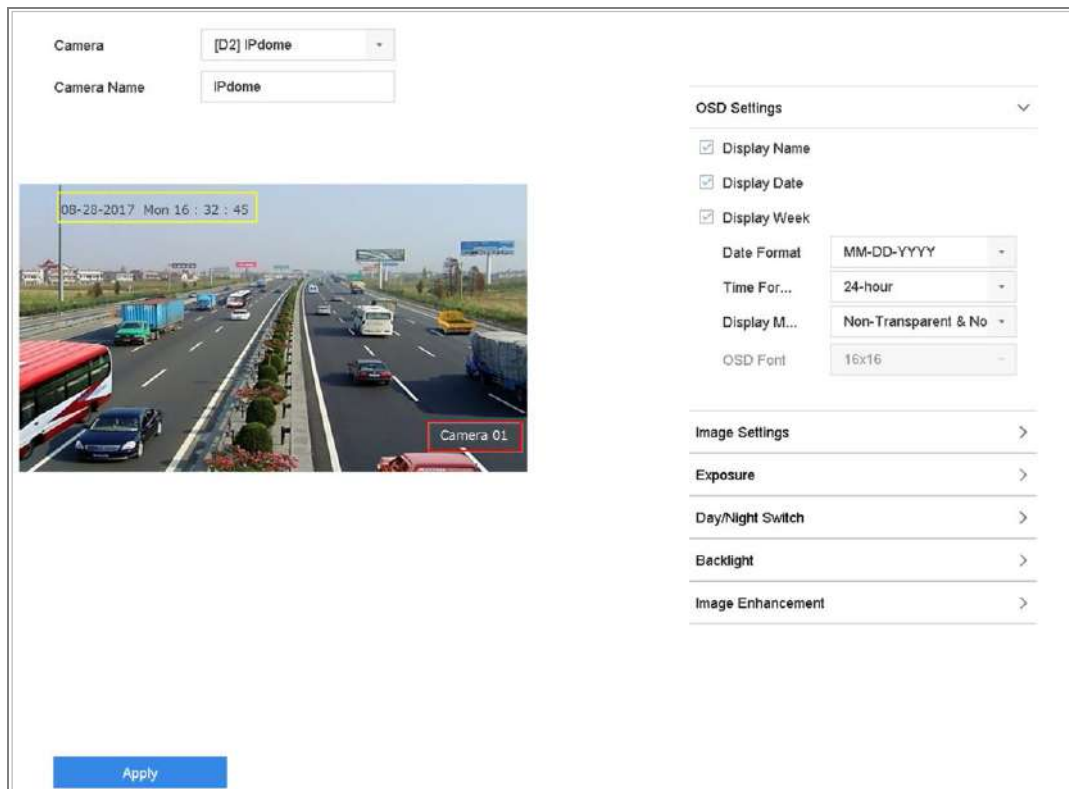 Camera [D2] IPdome
Camera Name IPdome
OSD Settings
Display Name
Display Date
Display Week
Date Format MM-DD-YYYY
Time For... 24-hour
Display M... Non-Transparent & No
OSD Font 16x16
08-28-2017 Mon 16 : 32 : 45
Camera 01
Image Settings
Exposure
Day/Night Switch
Backlight
Image Enhancement
Apply